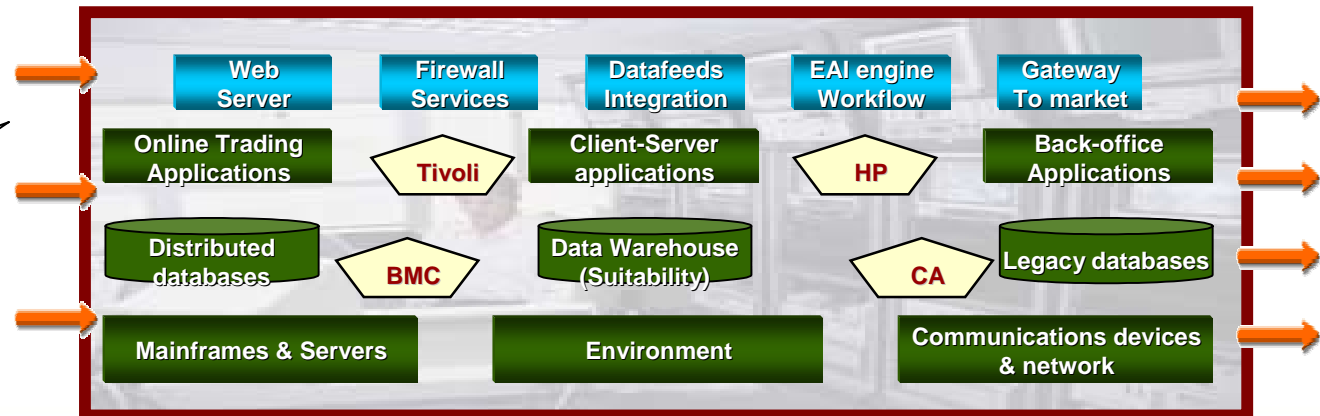 Web
Server
Firewall
Services
Datafeeds
Integration
EAI engine
Workflow
Gateway
To market
Online Trading
Applications
Tivoli
Client-Server
applications
HP
Back-office
Applications
Distributed
databases
BMC
Data Warehouse
(Suitability)
CA
Legacy databases
Mainframes & Servers
Environment
Communications devices
& network